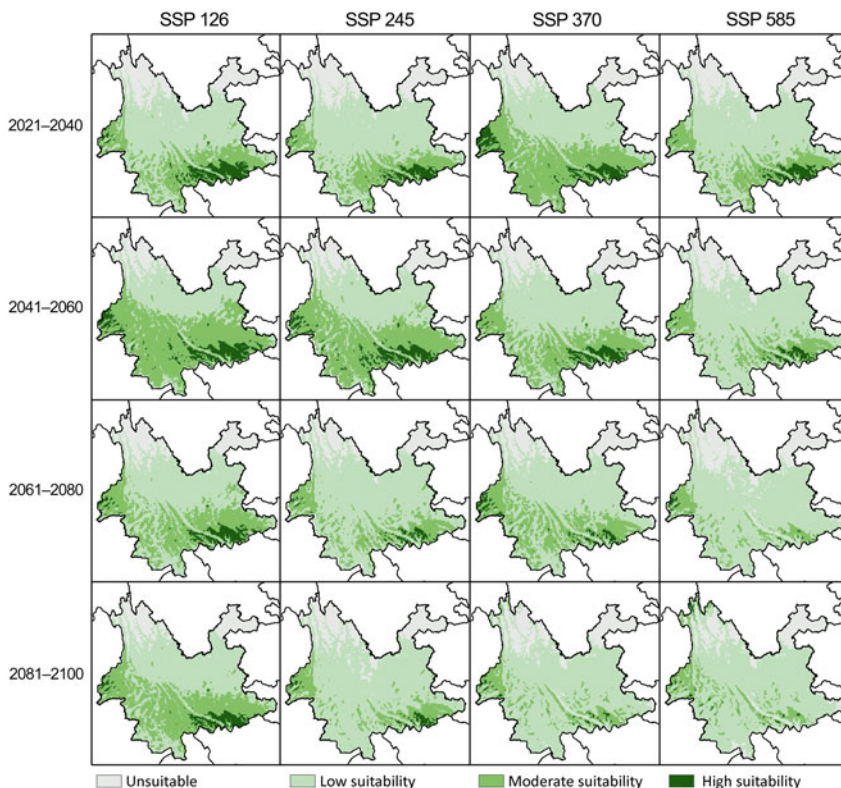 SSP 126 SSP 245 SSP 370 SSP 585
2021–2040
2041–2060
2061–2080
2081–2100
Unsuitable Low suitability Moderate suitability High suitability